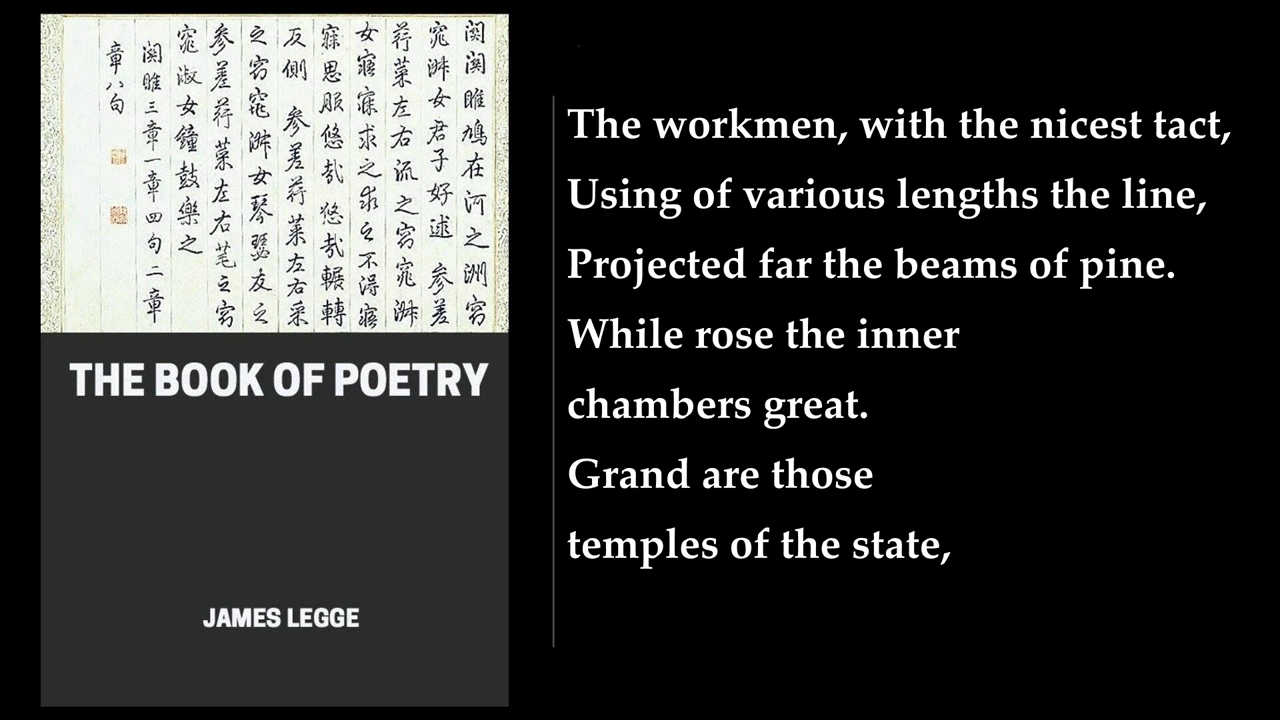 関関雎鳩在河之洲窈
窕淑女君子好逑 参差
荇菜左右流之窈窕淑
女寤寐求之求之不得寤
寐思服悠哉悠哉輾轉
反側 参差荇菜左右采
之窈窕淑女琴瑟友之
参差荇菜左右芼之窈
窕淑女鐘鼓樂之
関雎三章一章四句二章
章八句
THE BOOK OF POETRY
JAMES LEGGE
The workmen, with the nicest tact,
Using of various lengths the line,
Projected far the beams of pine.
While rose the inner
chambers great.
Grand are those
temples of the state,